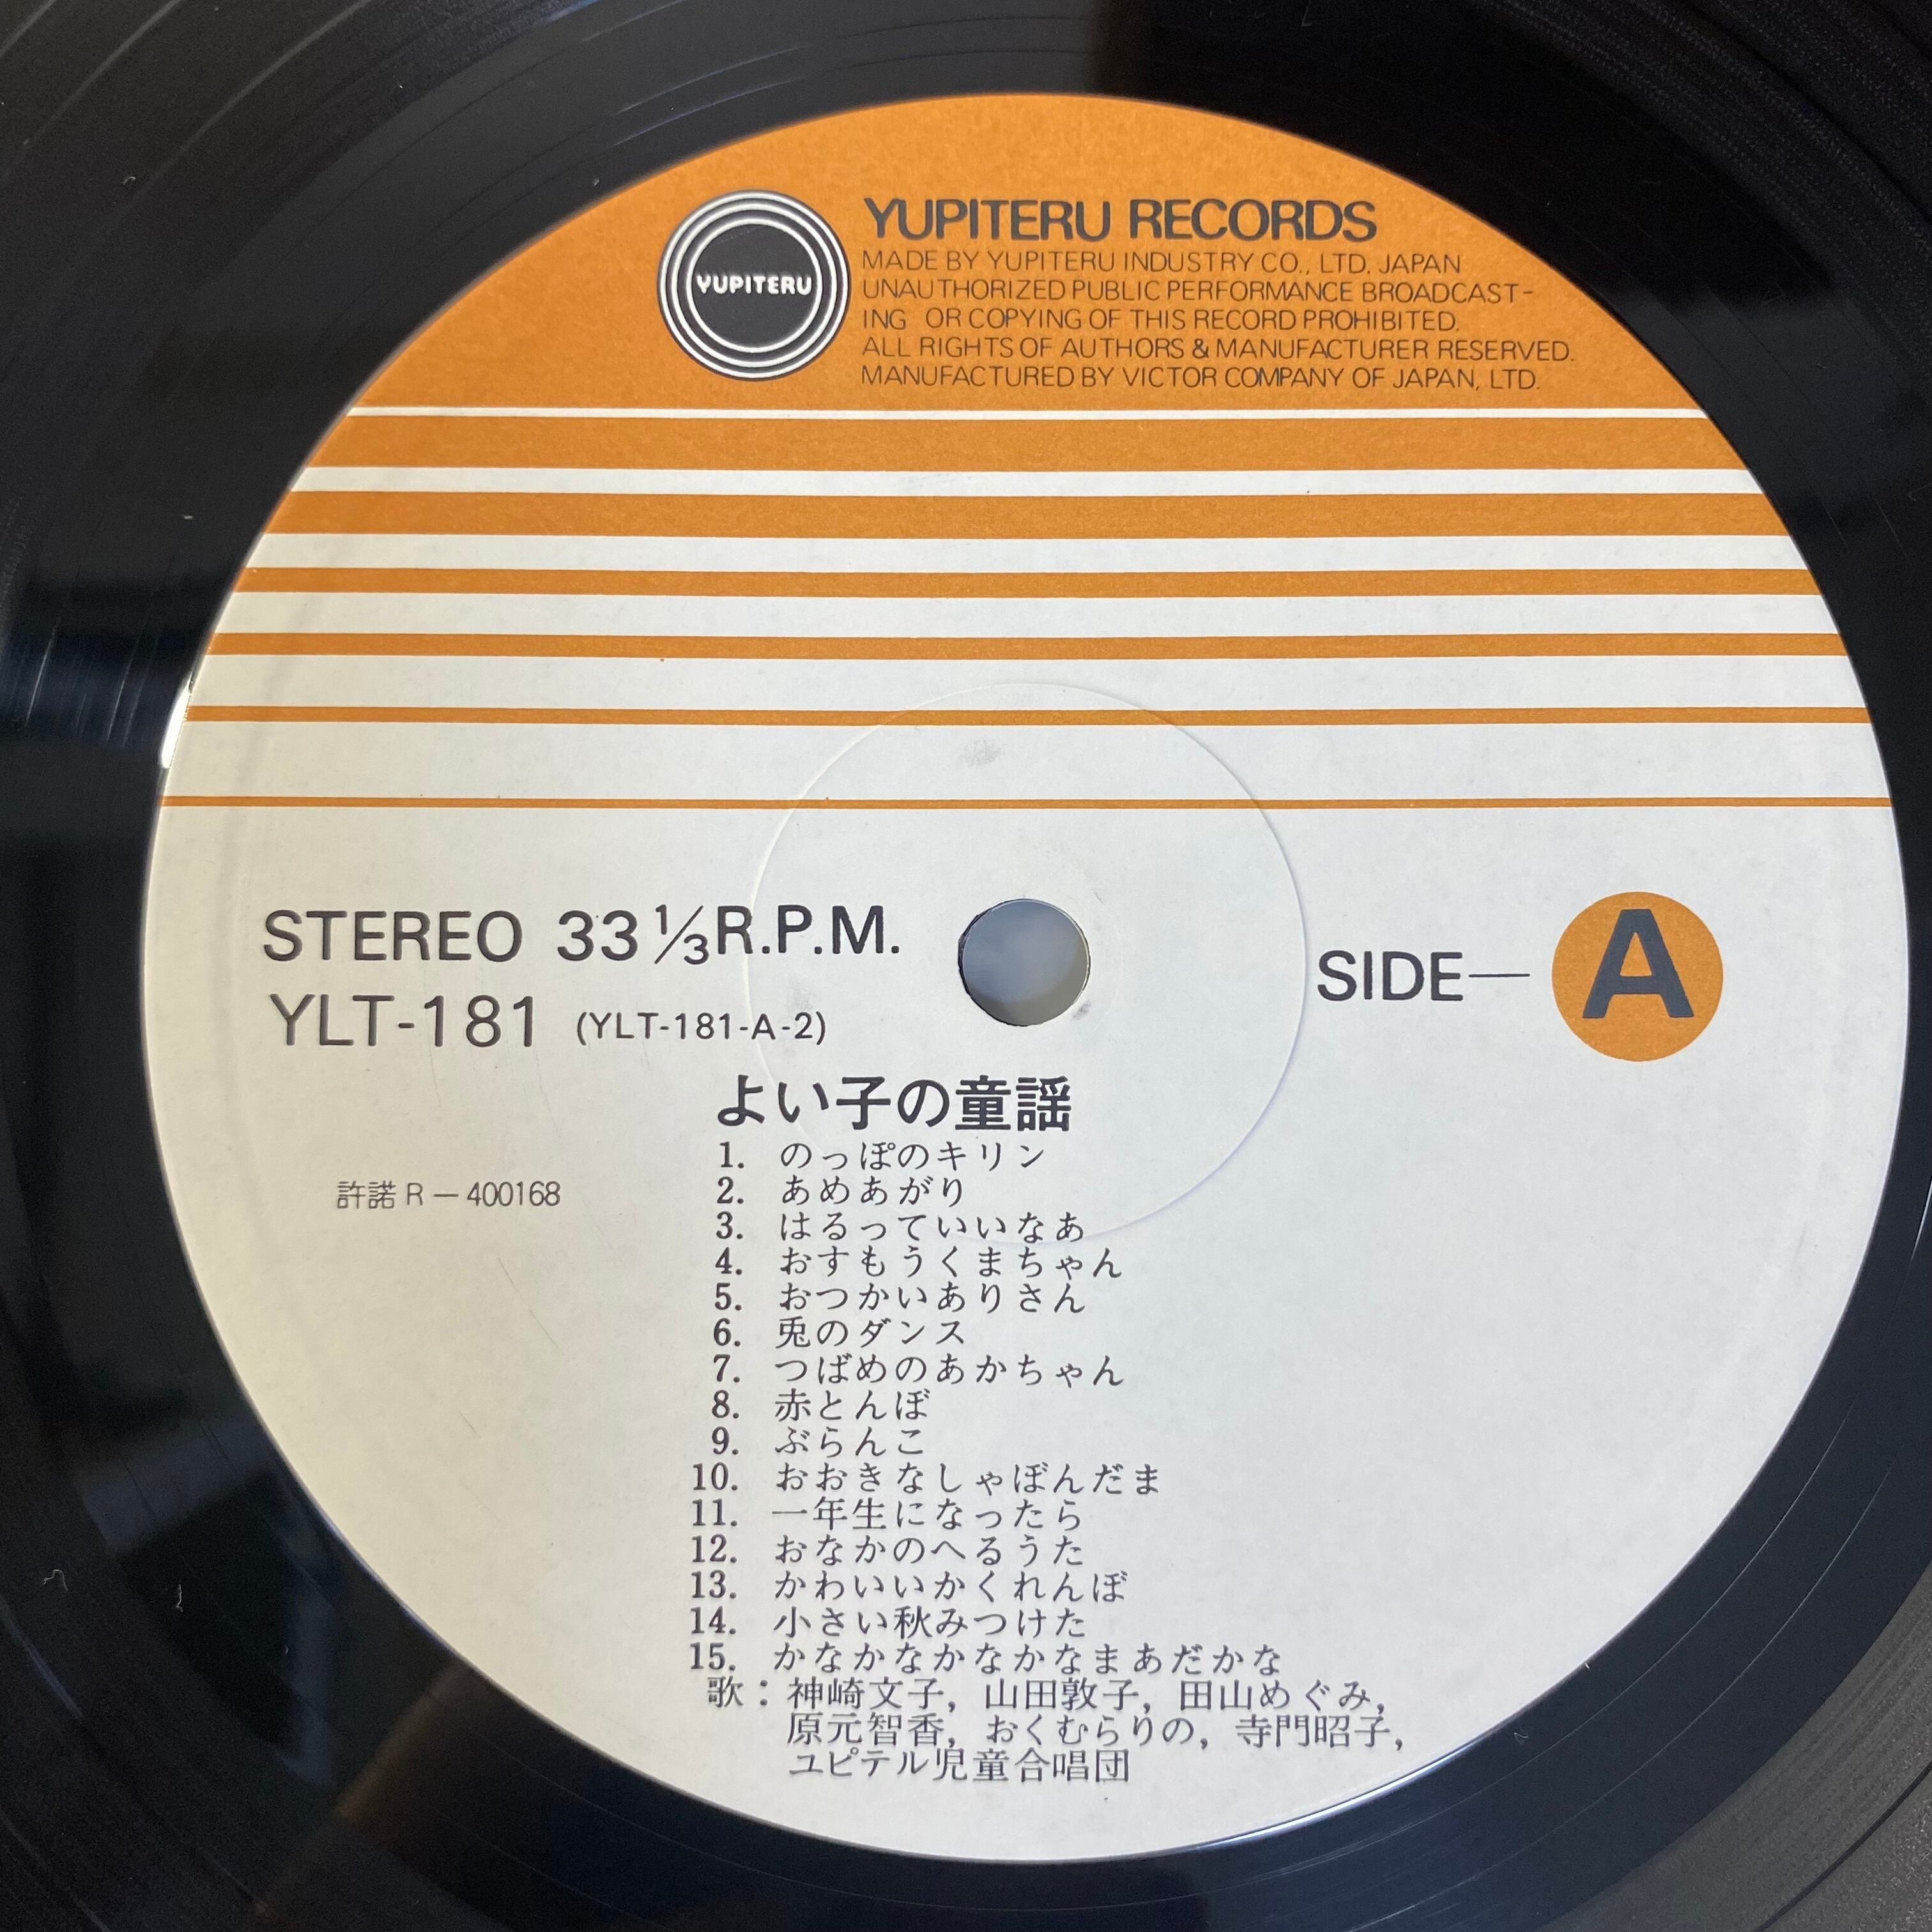 YUPITERU
YUPITERU RECORDS
MADE BY YUPITERU INDUSTRY CO., LTD. JAPAN
UNAUTHORIZED PUBLIC PERFORMANCE BROADCAST-
ING OR COPYING OF THIS RECORD PROHIBITED.
ALL RIGHTS OF AUTHORS & MANUFACTURER RESERVED.
MANUFACTURED BY VICTOR COMPANY OF JAPAN, LTD.
STEREO 33 1/3 R.P.M.
SIDE— A
YLT-181 (YLT-181-A-2)
よい子の童謡
許諾 R — 400168
1. のっぽのキリン
2. あめあがり
3. はるっていいなあ
4. おすもうくまちゃん
5. おつかいありさん
6. 兎のダンス
7. つばめのあかちゃん
8. 赤とんぼ
9. ぶらんこ
10. おおきなしゃぼんだま
11. 一年生になったら
12. おなかのへるうた
13. かわいいかくれんぼ
14. 小さい秋みつけた
15. かなかなかなかなまあだかな
歌：神崎文子，山田敦子，田山めぐみ，
原元智香，おくむらりの，寺門昭子，
ユピテル児童合唱団